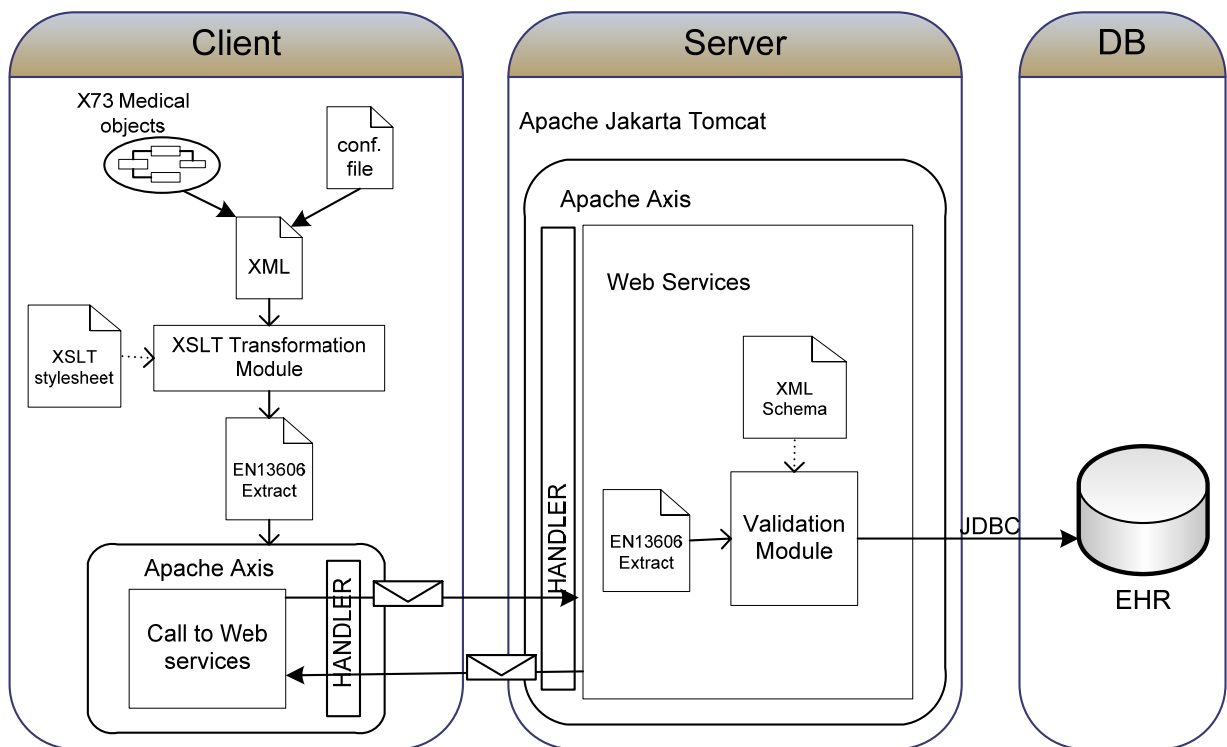 Client
Server
DB
X73 Medical
objects
conf.
file
XML
XSLT
stylesheet
XSLT Transformation
Module
EN13606
Extract
Apache Axis
Call to Web
services
HANDLER
Apache Jakarta Tomcat
Apache Axis
HANDLER
Web Services
XML
Schema
EN13606
Extract
Validation
Module
JDBC
EHR